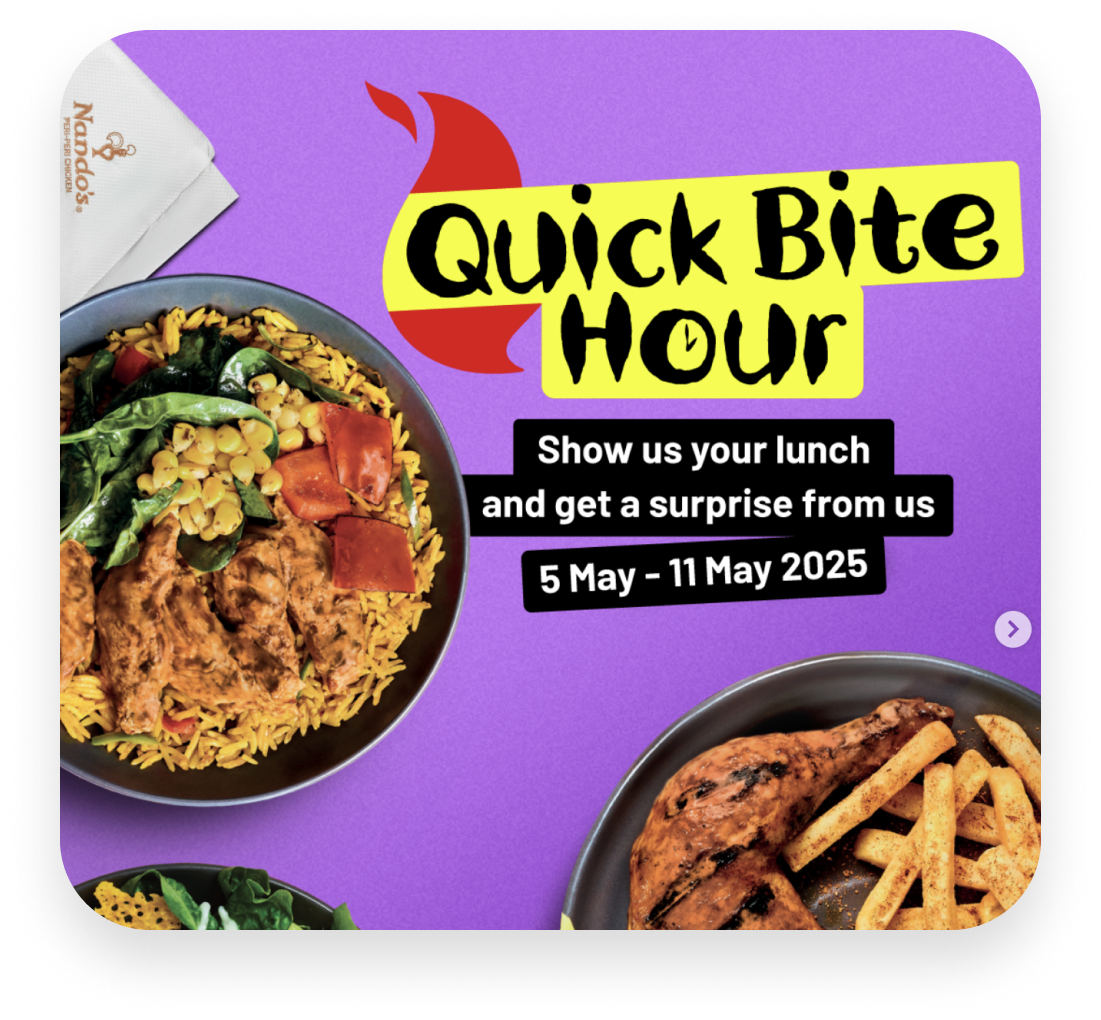 Nando's®
PERI-PERI CHICKEN
Quick Bite
Hour
Show us your lunch
and get a surprise from us
5 May - 11 May 2025